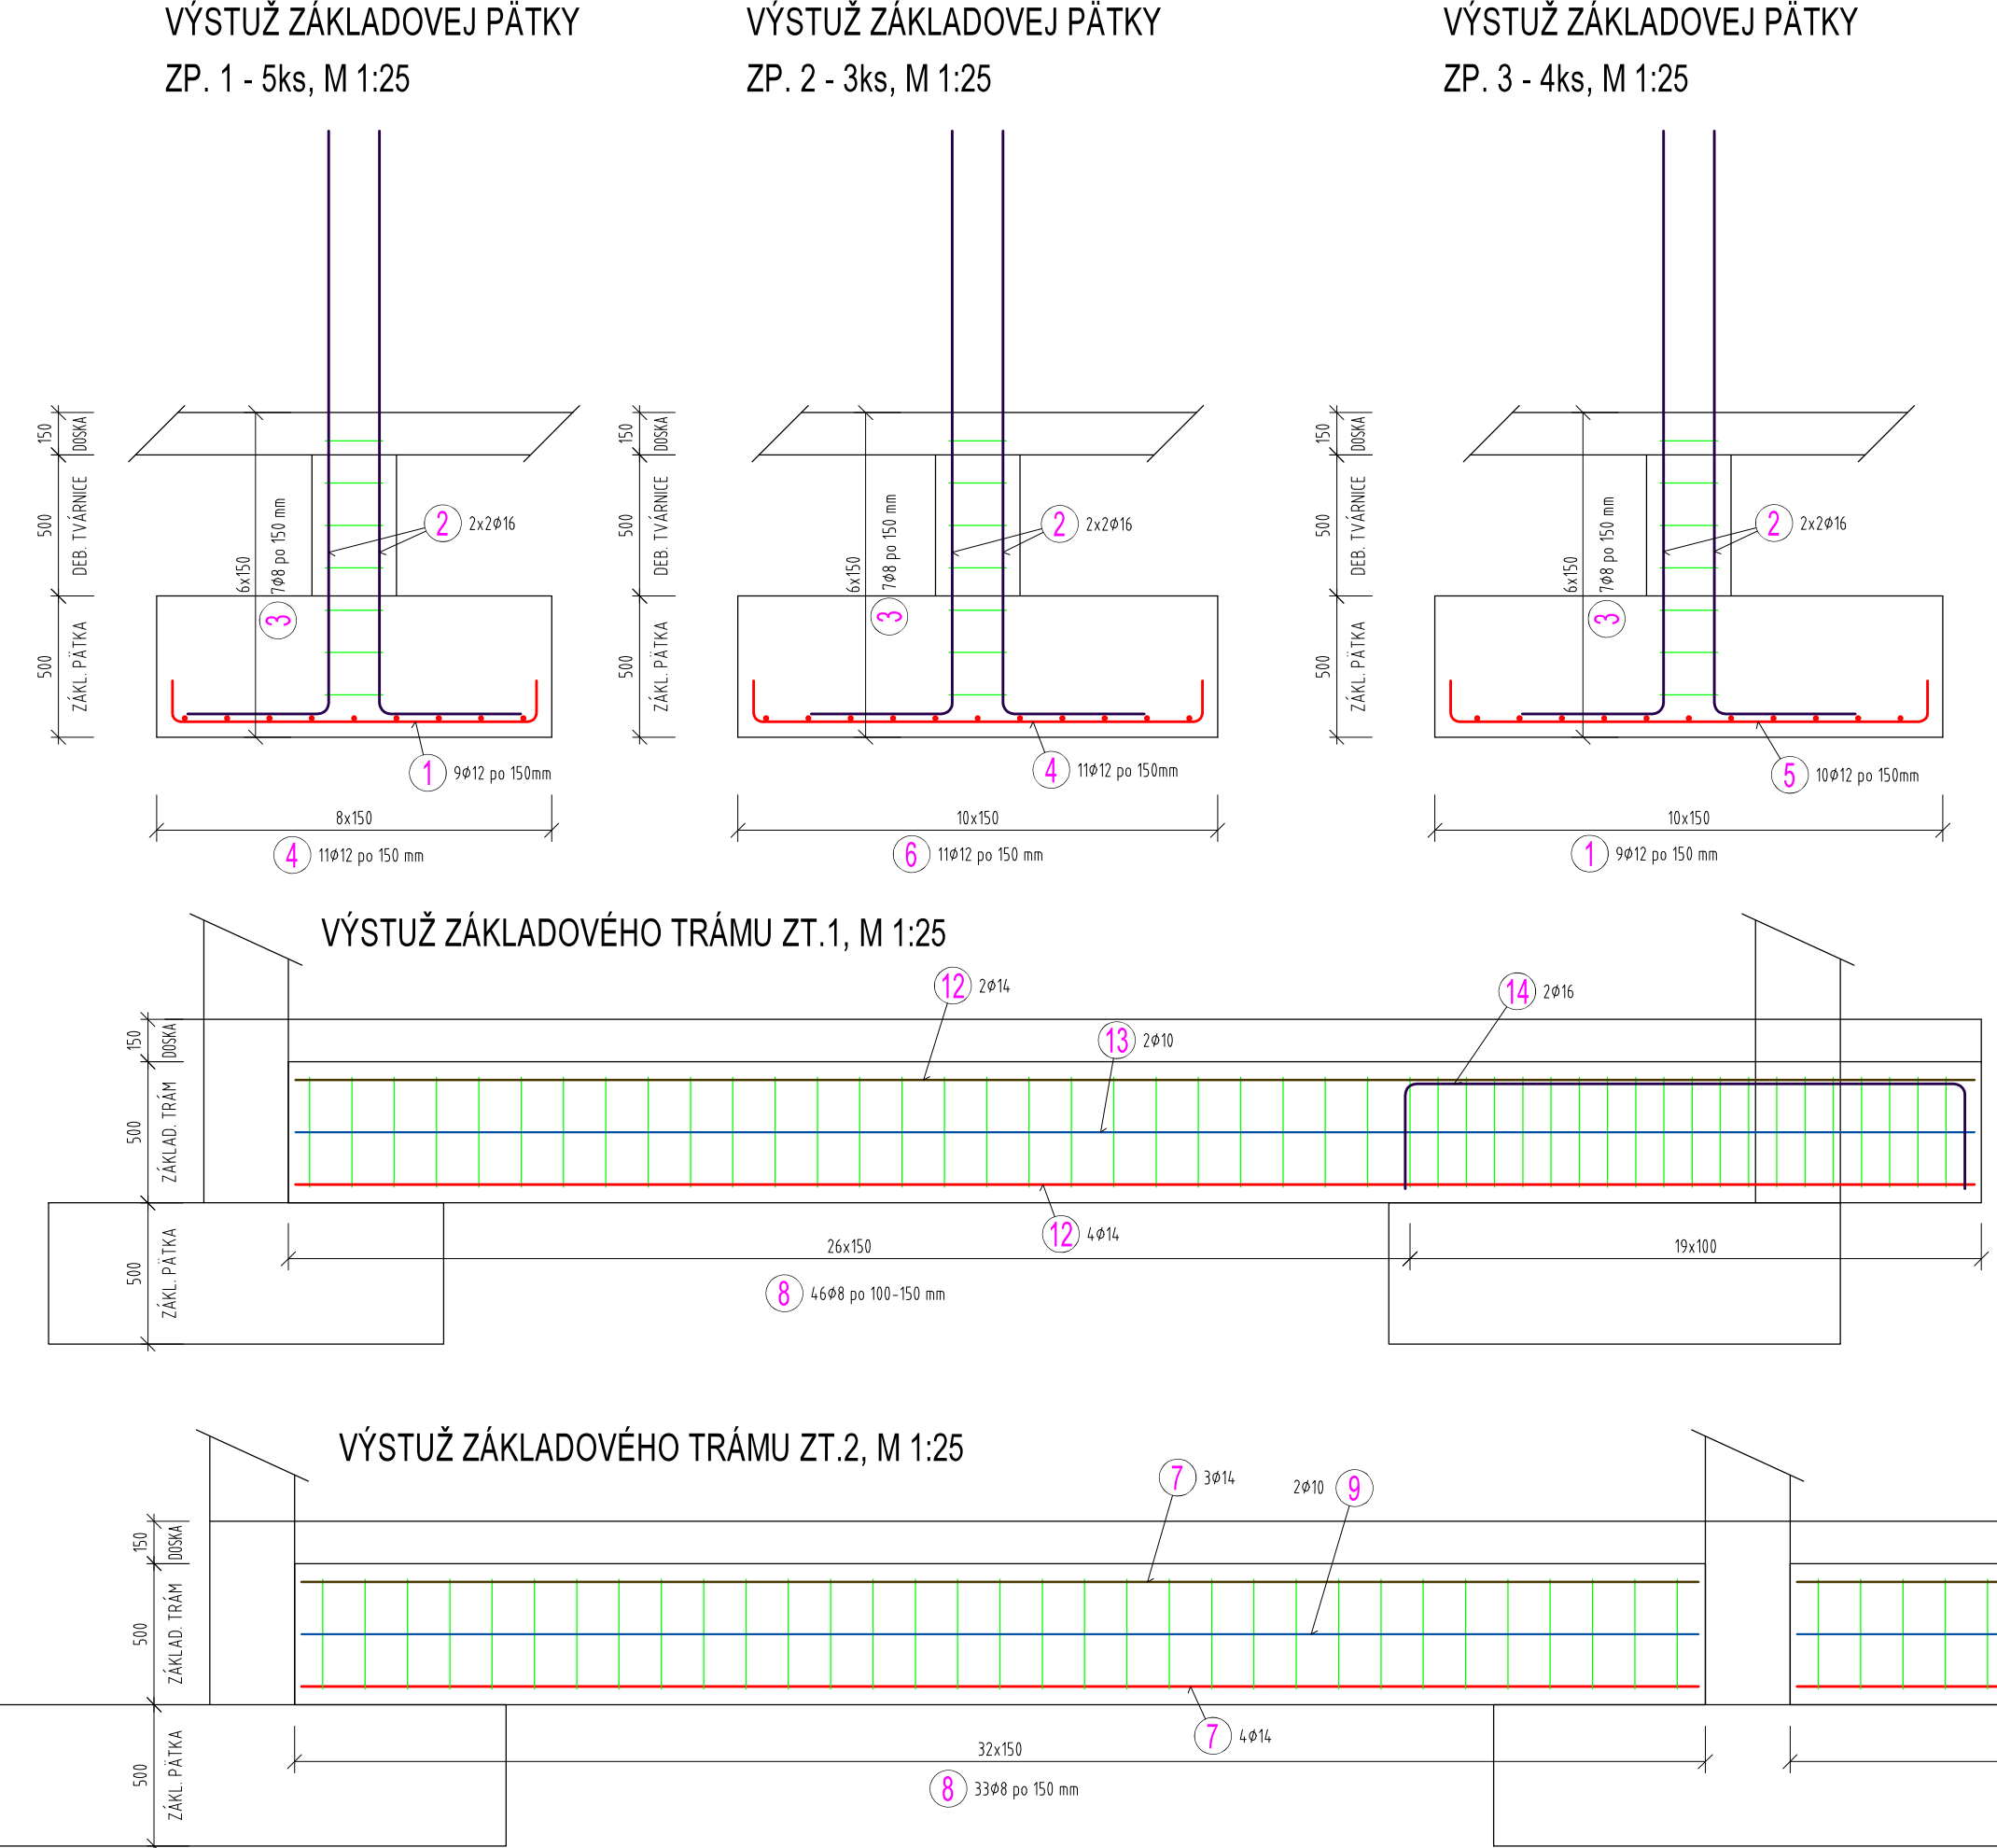 VÝSTUŽ ZÁKLADOVEJ PÄTKY
ZP. 1 - 5ks, M 1:25
150
DOSKA
500
DEB. TVÁRNICE
500
ZÁKL. PÄTKA
6x150
7ϕ8 po 150 mm
3
2
2x2ϕ16
1
9ϕ12 po 150mm
8x150
4
11ϕ12 po 150 mm
VÝSTUŽ ZÁKLADOVEJ PÄTKY
ZP. 2 - 3ks, M 1:25
150
DOSKA
500
DEB. TVÁRNICE
500
ZÁKL. PÄTKA
6x150
7ϕ8 po 150 mm
3
2
2x2ϕ16
4
11ϕ12 po 150mm
10x150
6
11ϕ12 po 150 mm
VÝSTUŽ ZÁKLADOVEJ PÄTKY
ZP. 3 - 4ks, M 1:25
150
DOSKA
500
DEB. TVÁRNICE
500
ZÁKL. PÄTKA
6x150
7ϕ8 po 150 mm
3
2
2x2ϕ16
5
10ϕ12 po 150mm
10x150
1
9ϕ12 po 150 mm
VÝSTUŽ ZÁKLADOVÉHO TRÁMU ZT.1, M 1:25
12
2ϕ14
14
2ϕ16
13
2ϕ10
150
DOSKA
500
ZÁKLAD. TRÁM
500
ZÁKL. PÄTKA
12
4ϕ14
26x150
19x100
8
46ϕ8 po 100-150 mm
VÝSTUŽ ZÁKLADOVÉHO TRÁMU ZT.2, M 1:25
7
3ϕ14
2ϕ10
9
150
DOSKA
500
ZÁKLAD. TRÁM
500
ZÁKL. PÄTKA
7
4ϕ14
32x150
8
33ϕ8 po 150 mm